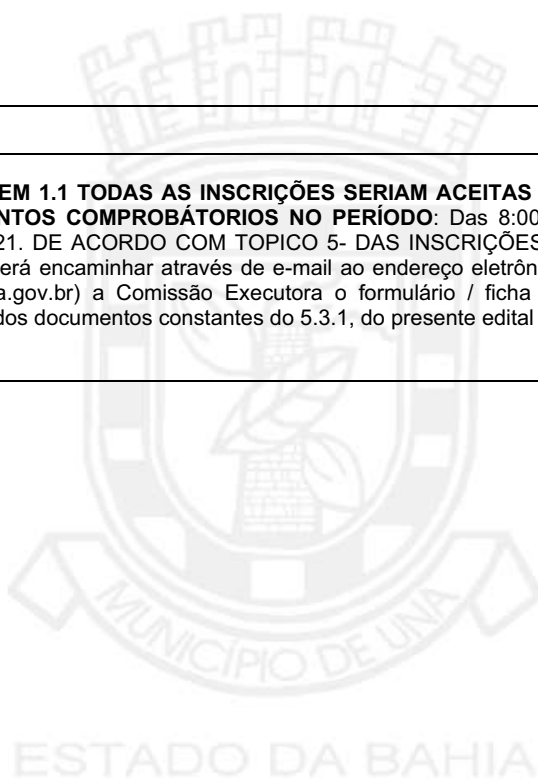 EM 1.1 TODAS AS INSCRIÇÕES SERIAM ACEITAS
NTOS COMPROBÁTORIOS NO PERÍODO: Das 8:00
21. DE ACORDO COM TOPICO 5- DAS INSCRIÇÕES
erá encaminhar através de e-mail ao endereço eletrôn
a.gov.br) a Comissão Executora o formulário / ficha
dos documentos constantes do 5.3.1, do presente edital
MUNICÍPIO DE UNA
ESTADO DA BAHIA